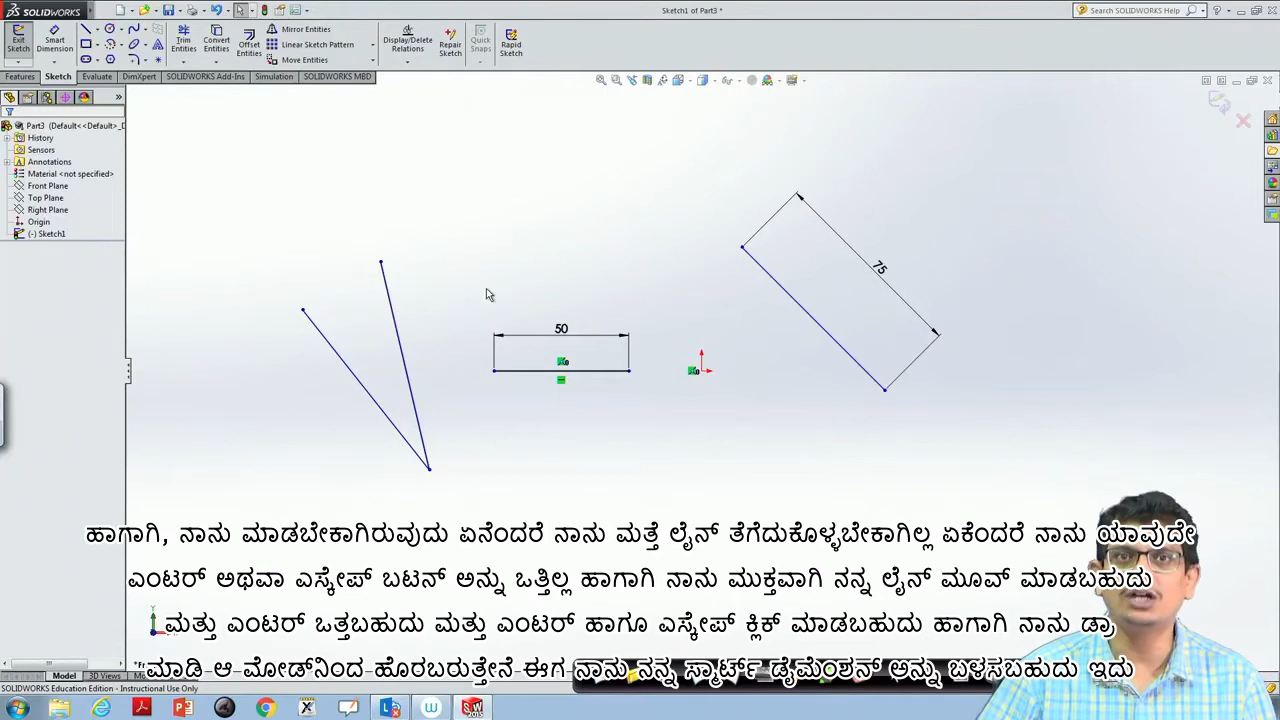 SOLIDWORKS
Sketch1 of Part3 *
Search SOLIDWORKS Help
Exit Sketch
Smart Dimension
Trim Entities
Convert Entities
Offset Entities
Mirror Entities
Linear Sketch Pattern
Move Entities
Display/Delete Relations
Repair Sketch
Quick Snaps
Rapid Sketch
Features Sketch Evaluate DimXpert SOLIDWORKS Add-Ins Simulation SOLIDWORKS MBD
Part3 (Default<<Default>_D
History
Sensors
Annotations
Material <not specified>
Front Plane
Top Plane
Right Plane
Origin
(-) Sketch1
75
50
ಹಾಗಾಗಿ, ನಾನು ಮಾಡಬೇಕಾಗಿರುವುದು ಏನೆಂದರೆ ನಾನು ಮತ್ತೆ ಲೈನ್ ತೆಗೆದುಕೊಳ್ಳಬೇಕಾಗಿಲ್ಲ ಏಕೆಂದರೆ ನಾನು ಯಾವುದೇ
ಎಂಟರ್ ಅಥವಾ ಎಸ್ಕೇಪ್ ಬಟನ್ ಅನ್ನು ಒತ್ತಿಲ್ಲ ಹಾಗಾಗಿ ನಾನು ಮುಕ್ತವಾಗಿ ನನ್ನ ಲೈನ್ ಮೂವ್ ಮಾಡಬಹುದು
ಮತ್ತು ಎಂಟರ್ ಒತ್ತಬಹುದು ಮತ್ತು ಎಂಟರ್ ಹಾಗೂ ಎಸ್ಕೇಪ್ ಕ್ಲಿಕ್ ಮಾಡಬಹುದು ಹಾಗಾಗಿ ನಾನು ಡ್ರಾ
ಮಾಡಿ ಆ ಮೋಡ್‌ನಿಂದ ಹೊರಬರುತ್ತೇನೆ ಈಗ ನಾನು ನನ್ನ ಸ್ಮಾರ್ಟ್ ಡೈಮೆಂಶನ್ ಅನ್ನು ಬಳಸಬಹುದು ಇದು
Model 3D Views
SOLIDWORKS Education Edition - Instructional Use Only